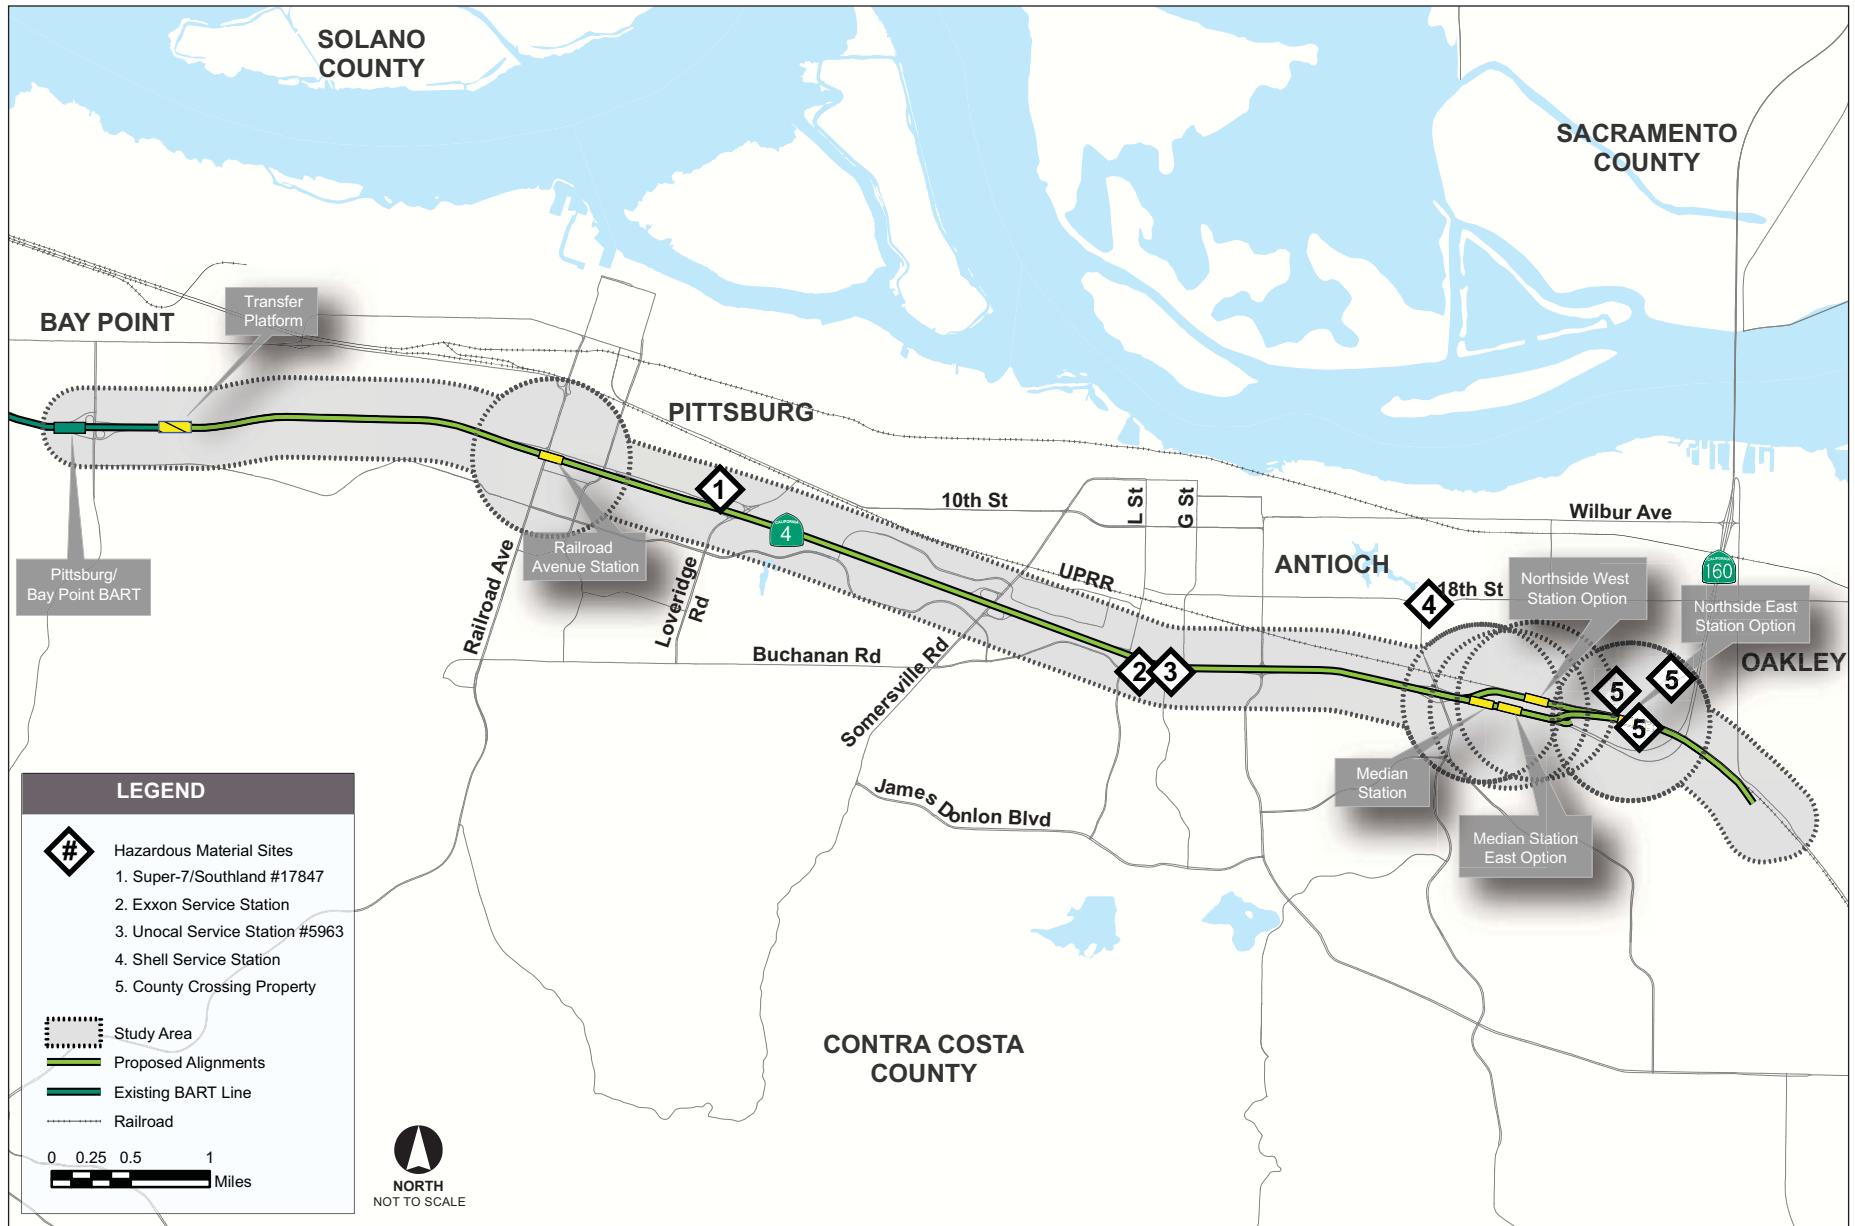 SOLANO
COUNTY
SACRAMENTO
COUNTY
BAY POINT
Transfer
Platform
PITTSBURG
1
CALIFORNIA
4
10th St
L St
G St
Wilbur Ave
Pittsburg/
Bay Point BART
Railroad Ave
Railroad
Avenue Station
Loveridge
Rd
UPRR
ANTIOCH
4
18th St
Northside West
Station Option
CALIFORNIA
160
Northside East
Station Option
OAKLEY
Buchanan Rd
Somersville Rd
2
3
5
5
5
James Donlon Blvd
Median
Station
Median Station
East Option
CONTRA COSTA
COUNTY
LEGEND
# Hazardous Material Sites
1. Super-7/Southland #17847
2. Exxon Service Station
3. Unocal Service Station #5963
4. Shell Service Station
5. County Crossing Property
Study Area
Proposed Alignments
Existing BART Line
Railroad
0 0.25 0.5 1
Miles
NORTH
NOT TO SCALE